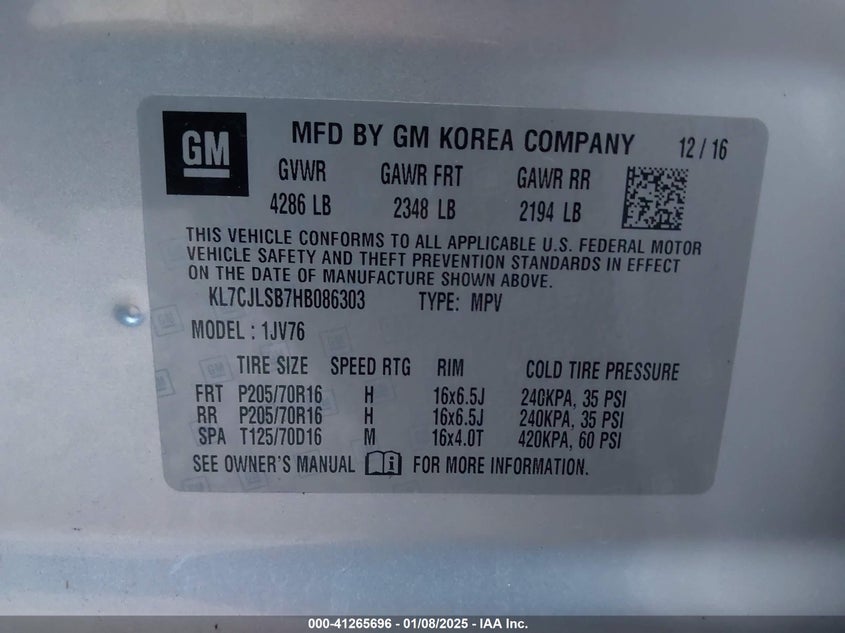 GM MFD BY GM KOREA COMPANY 12 / 16
GVWR GAWR FRT GAWR RR
4286 LB 2348 LB 2194 LB
THIS VEHICLE CONFORMS TO ALL APPLICABLE U.S. FEDERAL MOTOR
VEHICLE SAFETY AND THEFT PREVENTION STANDARDS IN EFFECT
ON THE DATE OF MANUFACTURE SHOWN ABOVE.
KL7CJLSB7HB086303 TYPE: MPV
MODEL : 1JV76
TIRE SIZE SPEED RTG RIM COLD TIRE PRESSURE
FRT P205/70R16 H 16x6.5J 240KPA, 35 PSI
RR P205/70R16 H 16x6.5J 240KPA, 35 PSI
SPA T125/70D16 M 16x4.0T 420KPA, 60 PSI
SEE OWNER'S MANUAL i FOR MORE INFORMATION.
000-41265696 - 01/08/2025 - IAA Inc.